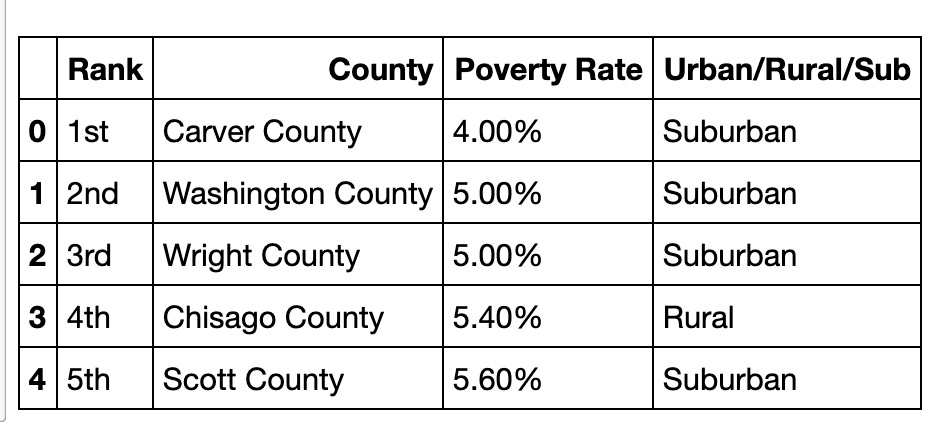 Rank County Poverty Rate Urban/Rural/Sub
0 1st Carver County 4.00% Suburban
1 2nd Washington County 5.00% Suburban
2 3rd Wright County 5.00% Suburban
3 4th Chisago County 5.40% Rural
4 5th Scott County 5.60% Suburban